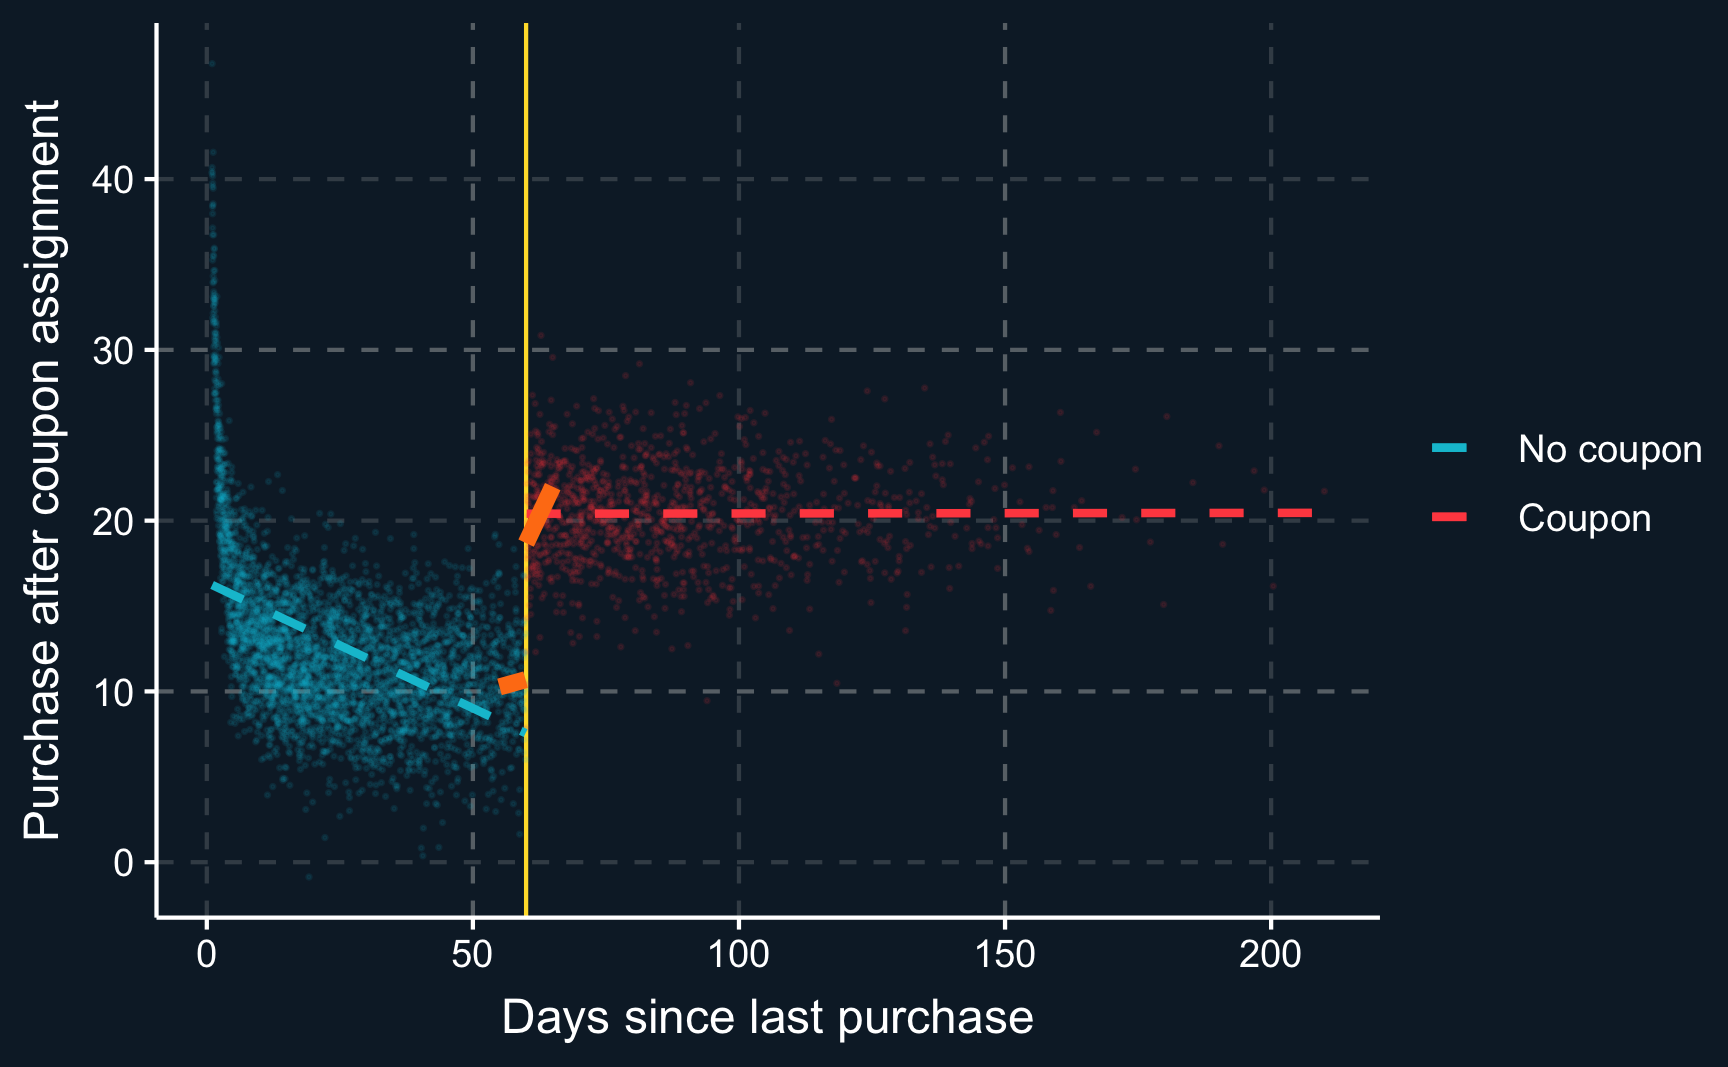 Purchase after coupon assignment
40
30
20
10
0
0 50 100 150 200
Days since last purchase
No coupon
Coupon